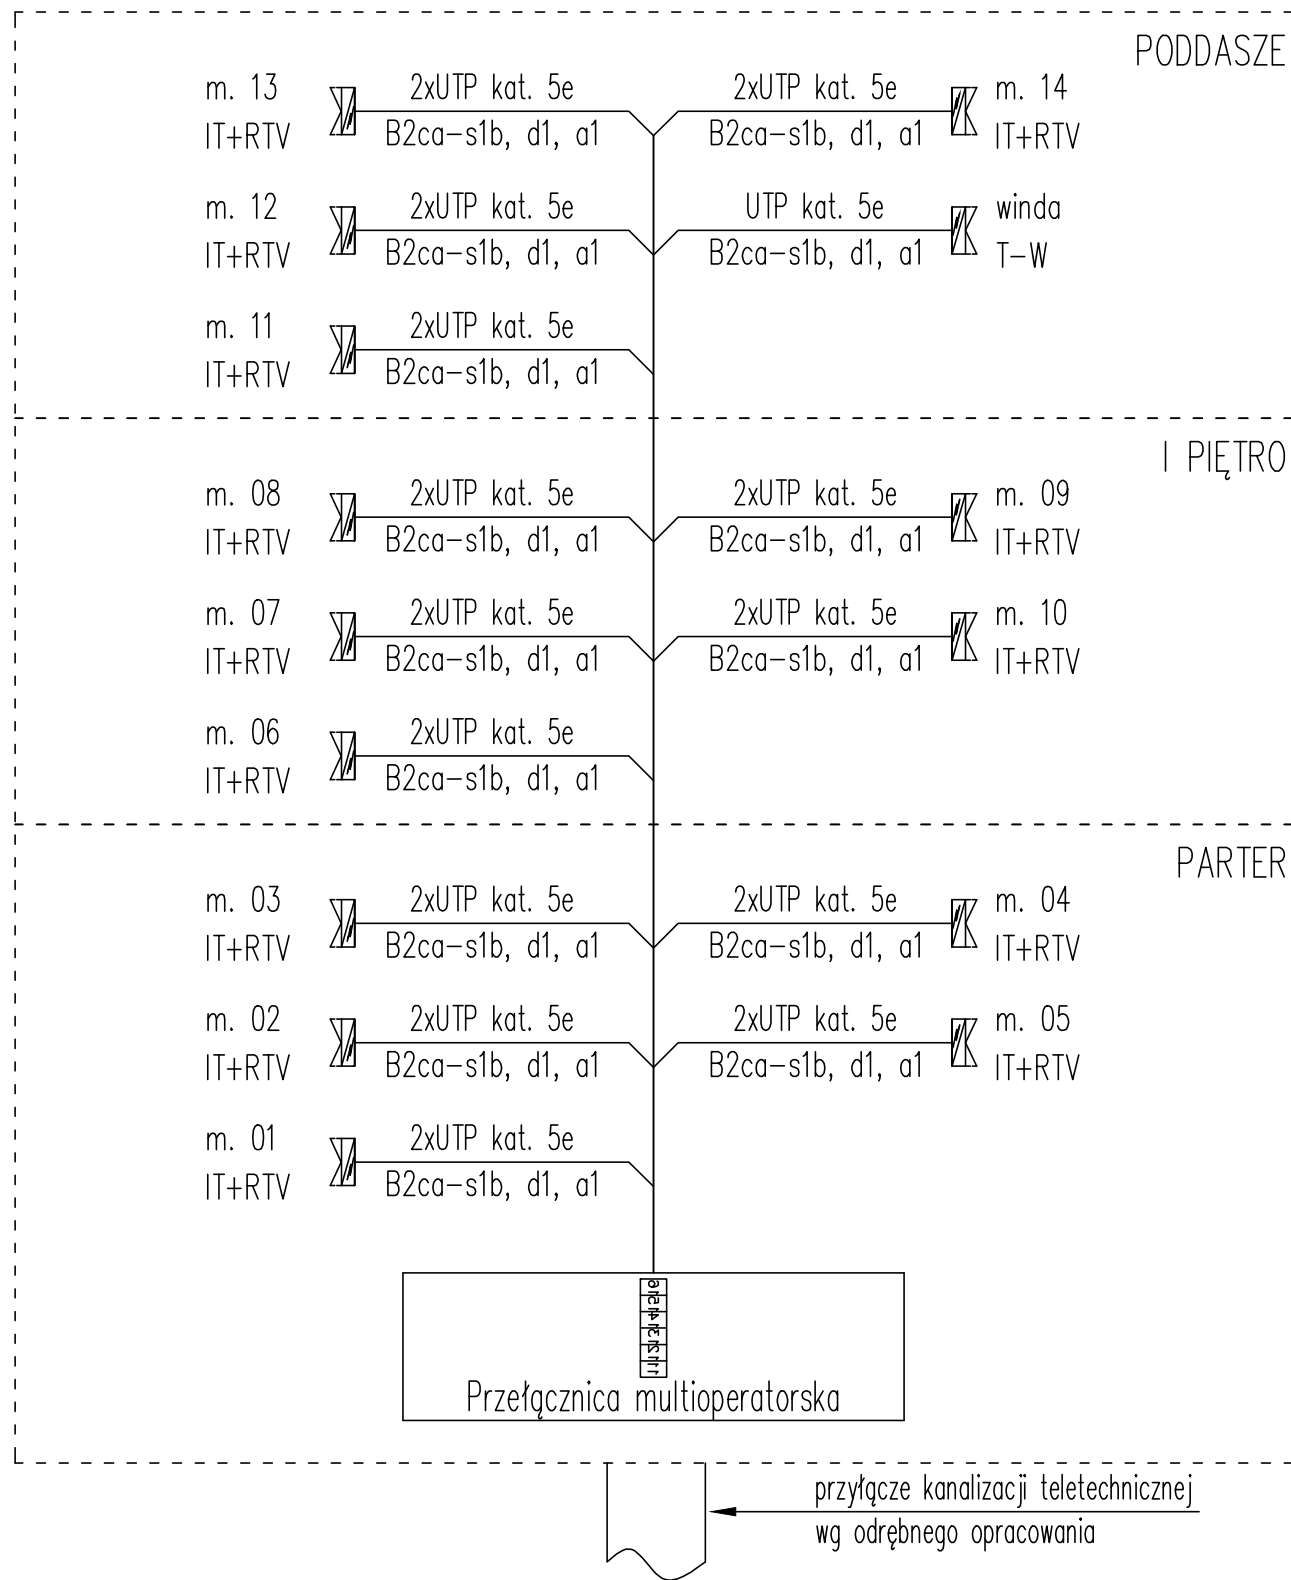 PODDASZE
m. 13
IT+RTV
2xUTP kat. 5e
B2ca-s1b, d1, a1
2xUTP kat. 5e
B2ca-s1b, d1, a1
m. 14
IT+RTV
m. 12
IT+RTV
2xUTP kat. 5e
B2ca-s1b, d1, a1
UTP kat. 5e
B2ca-s1b, d1, a1
winda
T-W
m. 11
IT+RTV
2xUTP kat. 5e
B2ca-s1b, d1, a1
I PIĘTRO
m. 08
IT+RTV
2xUTP kat. 5e
B2ca-s1b, d1, a1
2xUTP kat. 5e
B2ca-s1b, d1, a1
m. 09
IT+RTV
m. 07
IT+RTV
2xUTP kat. 5e
B2ca-s1b, d1, a1
2xUTP kat. 5e
B2ca-s1b, d1, a1
m. 10
IT+RTV
m. 06
IT+RTV
2xUTP kat. 5e
B2ca-s1b, d1, a1
PARTER
m. 03
IT+RTV
2xUTP kat. 5e
B2ca-s1b, d1, a1
2xUTP kat. 5e
B2ca-s1b, d1, a1
m. 04
IT+RTV
m. 02
IT+RTV
2xUTP kat. 5e
B2ca-s1b, d1, a1
2xUTP kat. 5e
B2ca-s1b, d1, a1
m. 05
IT+RTV
m. 01
IT+RTV
2xUTP kat. 5e
B2ca-s1b, d1, a1
Przełącznica multioperatorska
przyłącze kanalizacji teletechnicznej
wg odrębnego opracowania